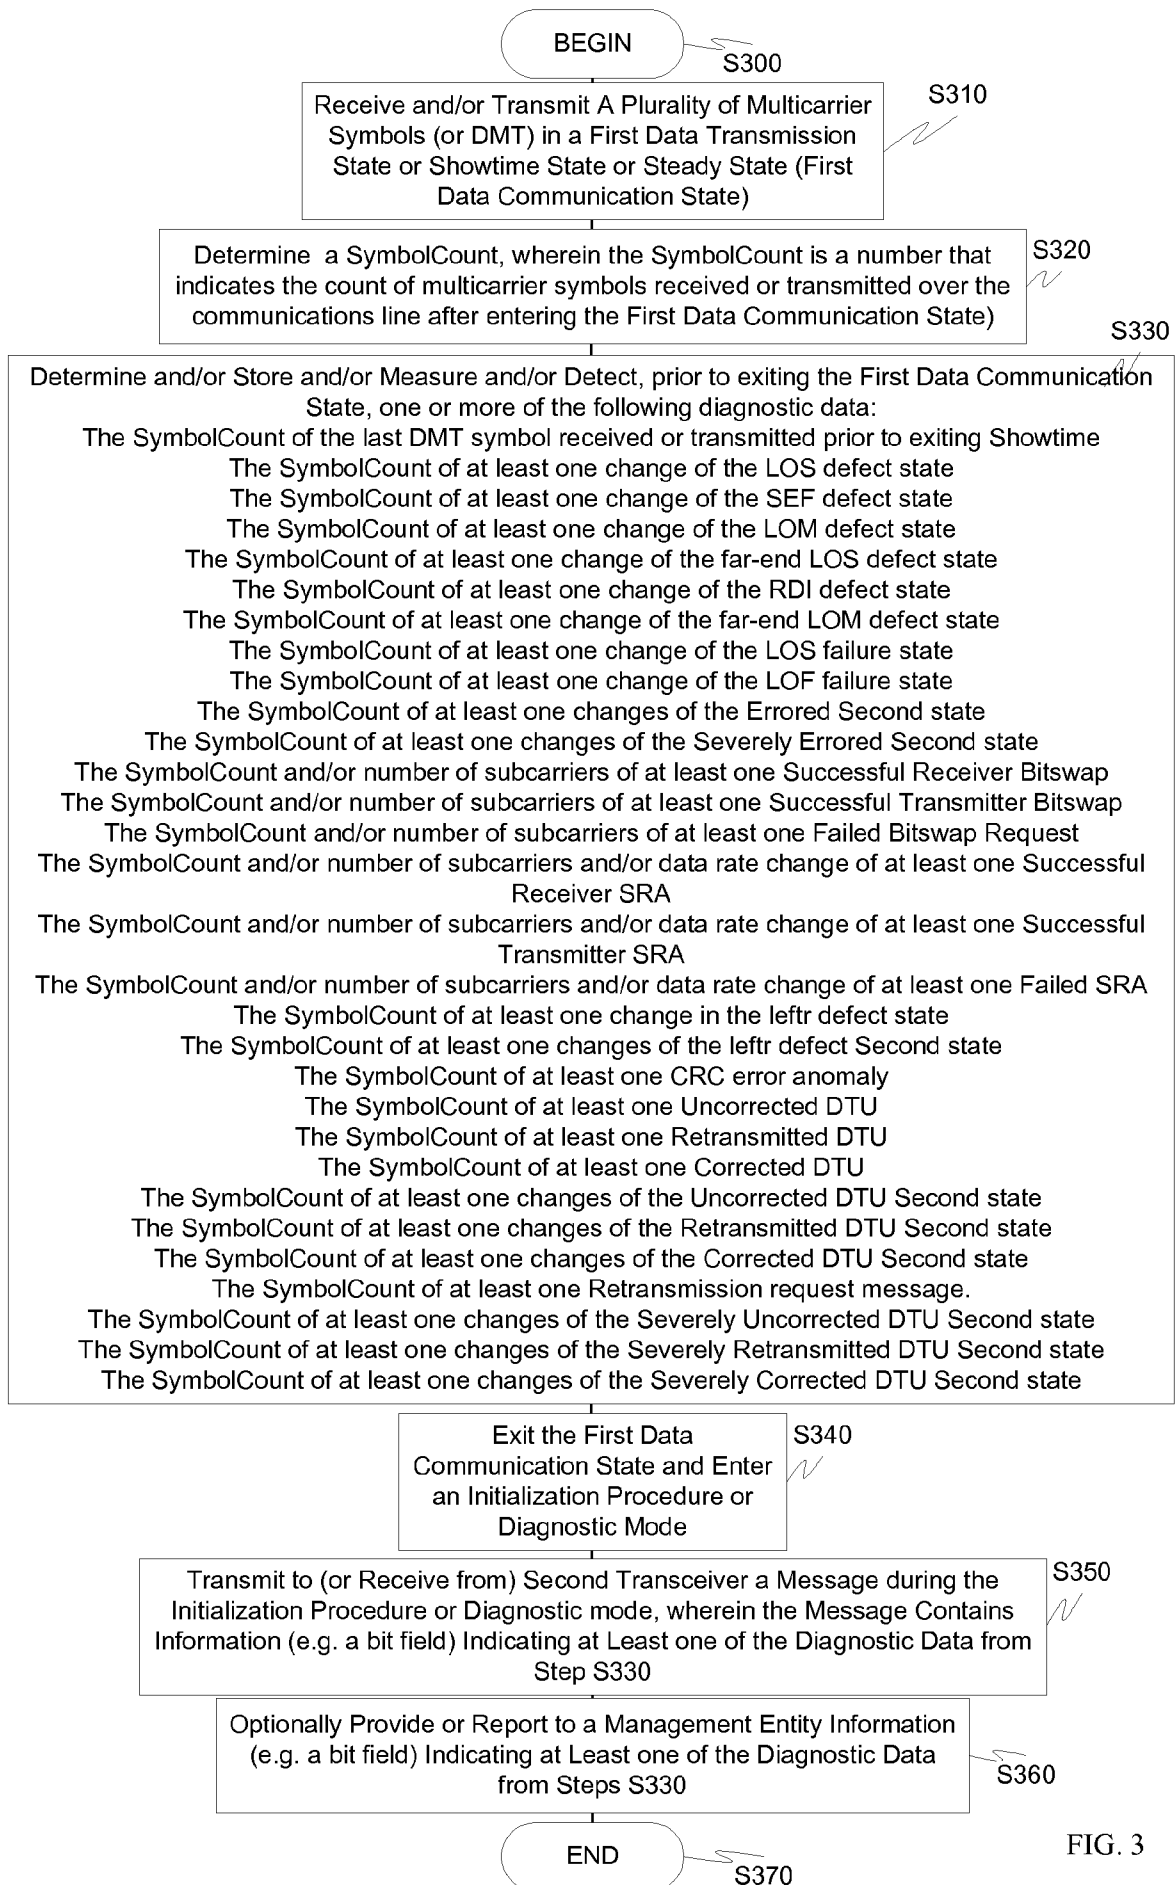 BEGIN
S300
Receive and/or Transmit A Plurality of Multicarrier
Symbols (or DMT) in a First Data Transmission
State or Showtime State or Steady State (First
Data Communication State)
S310
Determine a SymbolCount, wherein the SymbolCount is a number that
indicates the count of multicarrier symbols received or transmitted over the
communications line after entering the First Data Communication State)
S320
S330
Determine and/or Store and/or Measure and/or Detect, prior to exiting the First Data Communication
State, one or more of the following diagnostic data:
The SymbolCount of the last DMT symbol received or transmitted prior to exiting Showtime
The SymbolCount of at least one change of the LOS defect state
The SymbolCount of at least one change of the SEF defect state
The SymbolCount of at least one change of the LOM defect state
The SymbolCount of at least one change of the far-end LOS defect state
The SymbolCount of at least one change of the RDI defect state
The SymbolCount of at least one change of the far-end LOM defect state
The SymbolCount of at least one change of the LOS failure state
The SymbolCount of at least one change of the LOF failure state
The SymbolCount of at least one changes of the Errored Second state
The SymbolCount of at least one changes of the Severely Errored Second state
The SymbolCount and/or number of subcarriers of at least one Successful Receiver Bitswap
The SymbolCount and/or number of subcarriers of at least one Successful Transmitter Bitswap
The SymbolCount and/or number of subcarriers of at least one Failed Bitswap Request
The SymbolCount and/or number of subcarriers and/or data rate change of at least one Successful
Receiver SRA
The SymbolCount and/or number of subcarriers and/or data rate change of at least one Successful
Transmitter SRA
The SymbolCount and/or number of subcarriers and/or data rate change of at least one Failed SRA
The SymbolCount of at least one change in the leftr defect state
The SymbolCount of at least one changes of the leftr defect Second state
The SymbolCount of at least one CRC error anomaly
The SymbolCount of at least one Uncorrected DTU
The SymbolCount of at least one Retransmitted DTU
The SymbolCount of at least one Corrected DTU
The SymbolCount of at least one changes of the Uncorrected DTU Second state
The SymbolCount of at least one changes of the Retransmitted DTU Second state
The SymbolCount of at least one changes of the Corrected DTU Second state
The SymbolCount of at least one Retransmission request message.
The SymbolCount of at least one changes of the Severely Uncorrected DTU Second state
The SymbolCount of at least one changes of the Severely Retransmitted DTU Second state
The SymbolCount of at least one changes of the Severely Corrected DTU Second state
Exit the First Data
Communication State and Enter
an Initialization Procedure or
Diagnostic Mode
S340
Transmit to (or Receive from) Second Transceiver a Message during the
Initialization Procedure or Diagnostic mode, wherein the Message Contains
Information (e.g. a bit field) Indicating at Least one of the Diagnostic Data from
Step S330
S350
Optionally Provide or Report to a Management Entity Information
(e.g. a bit field) Indicating at Least one of the Diagnostic Data
from Steps S330
S360
END
S370
FIG. 3